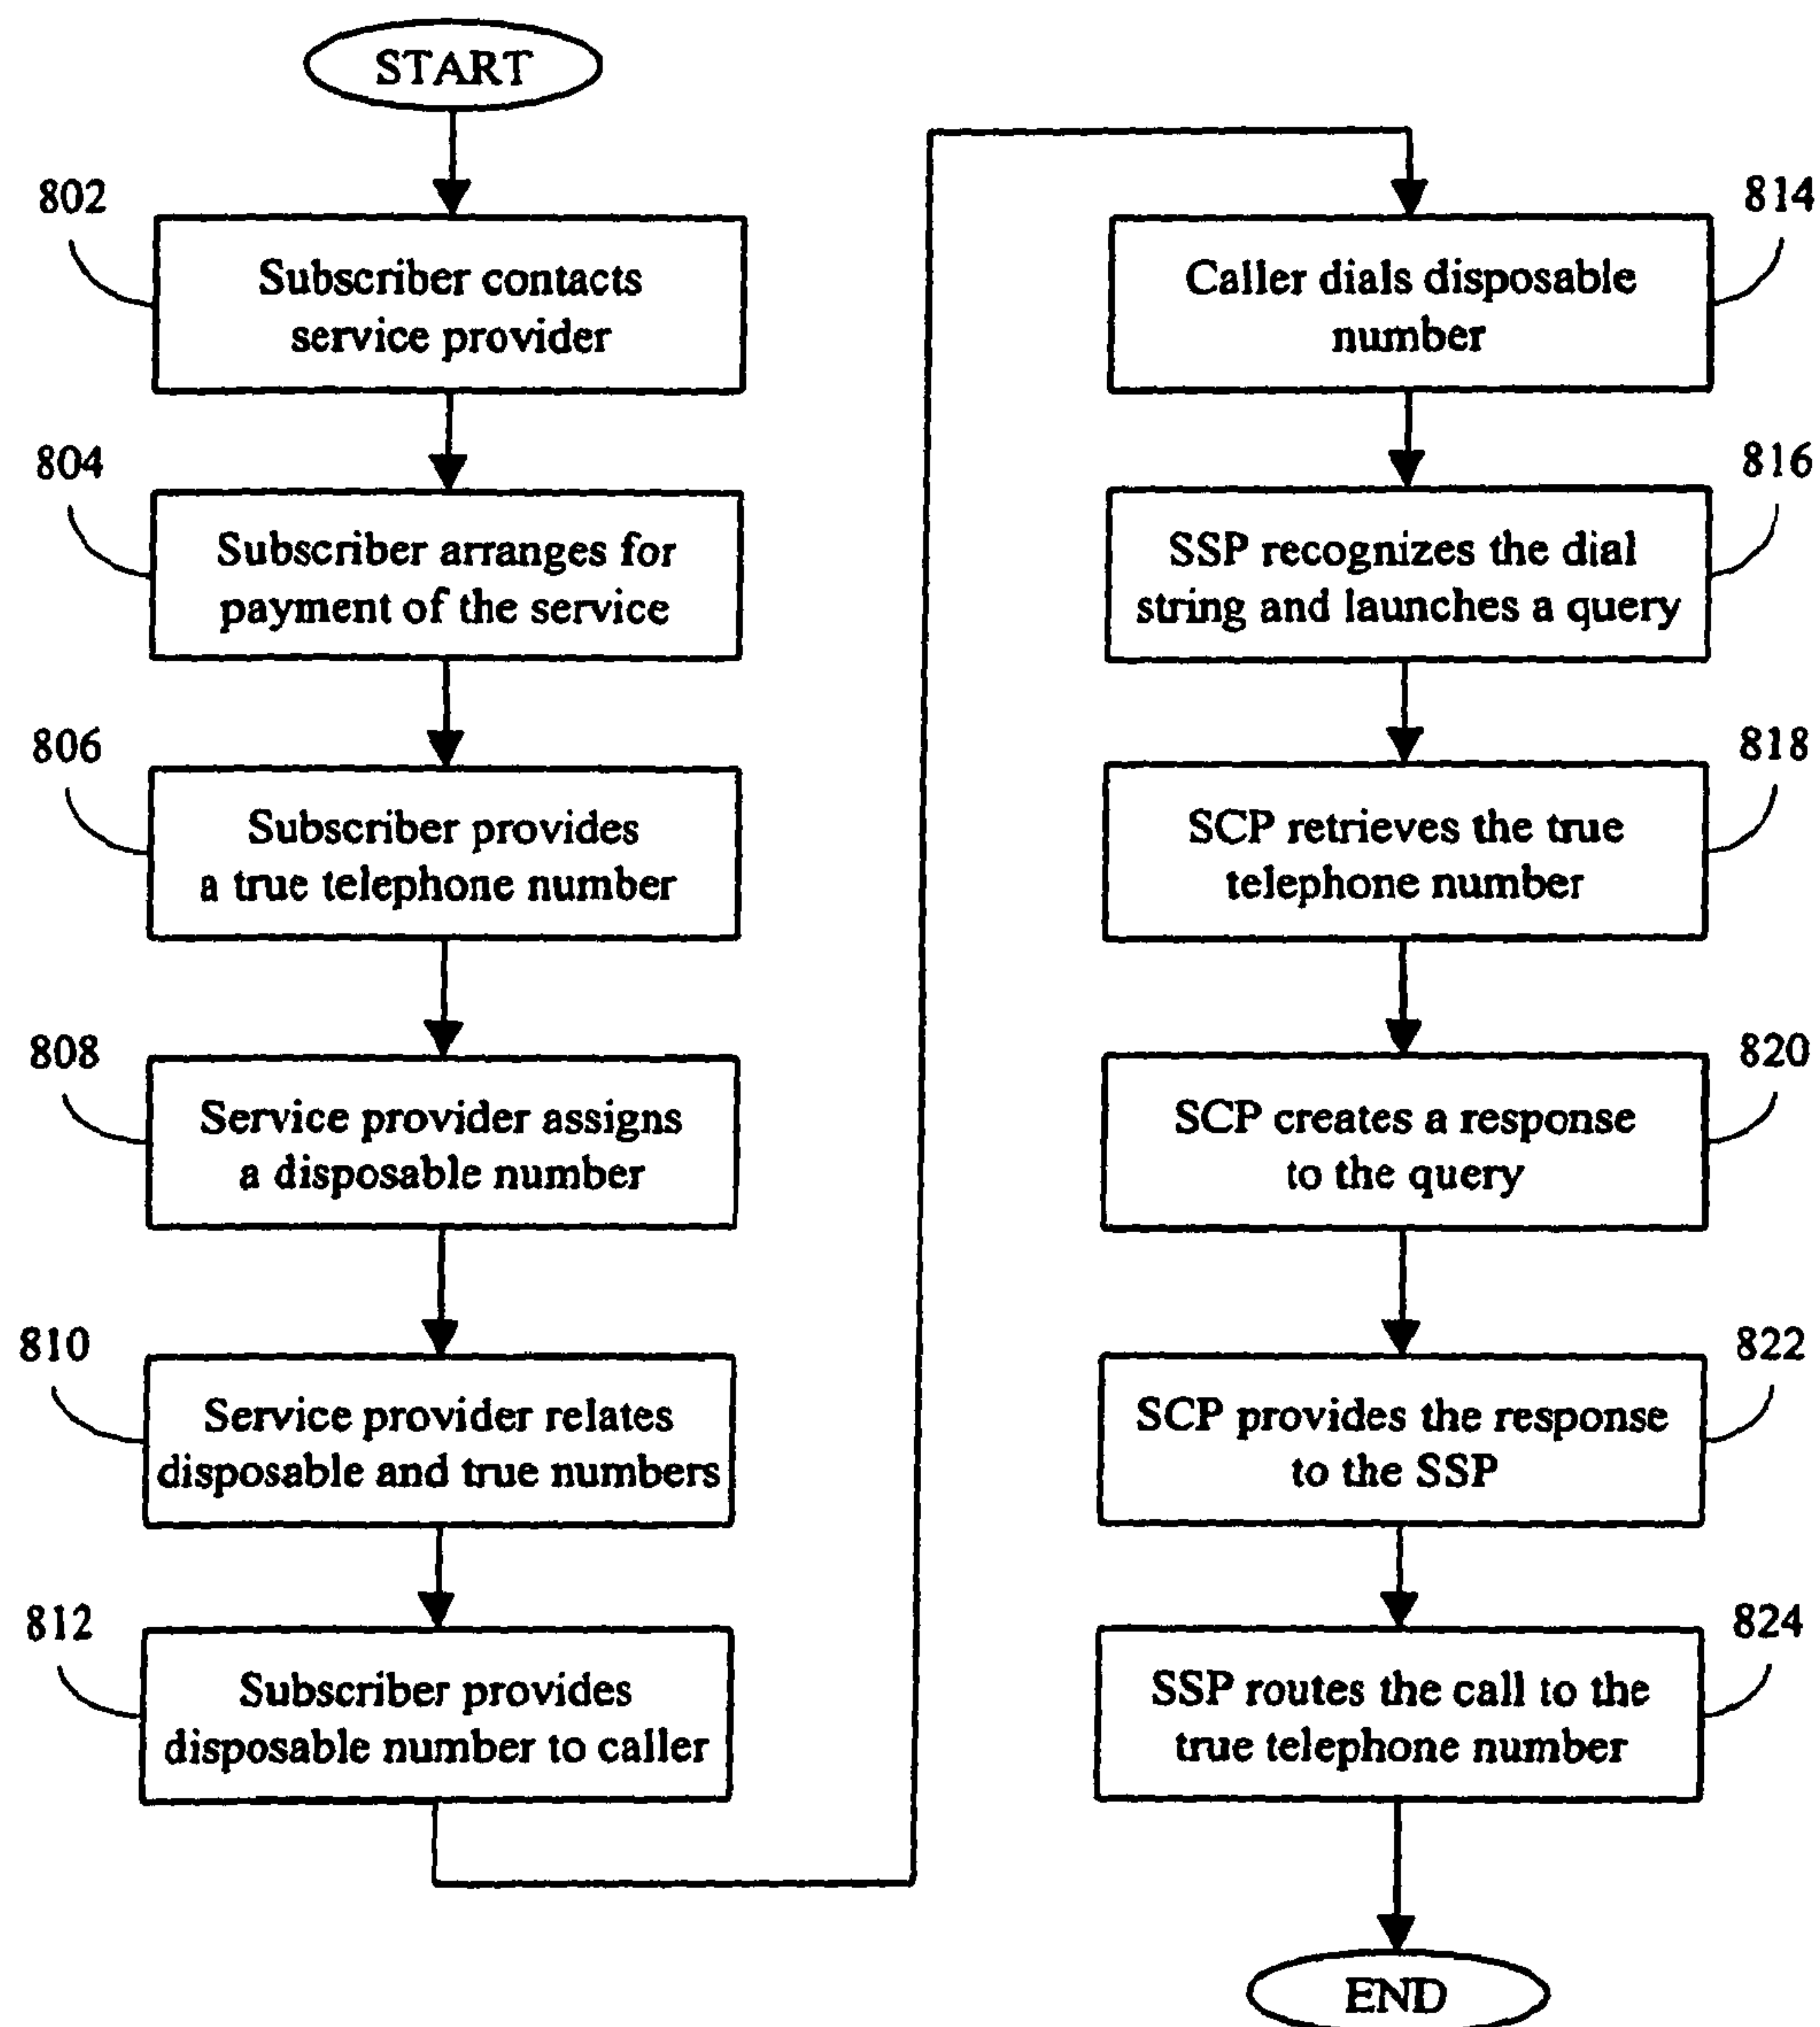 START
802
Subscriber contacts
service provider
804
Subscriber arranges for
payment of the service
806
Subscriber provides
a true telephone number
808
Service provider assigns
a disposable number
810
Service provider relates
disposable and true numbers
812
Subscriber provides
disposable number to caller
814
Caller dials disposable
number
816
SSP recognizes the dial
string and launches a query
818
SCP retrieves the true
telephone number
820
SCP creates a response
to the query
822
SCP provides the response
to the SSP
824
SSP routes the call to the
true telephone number
END